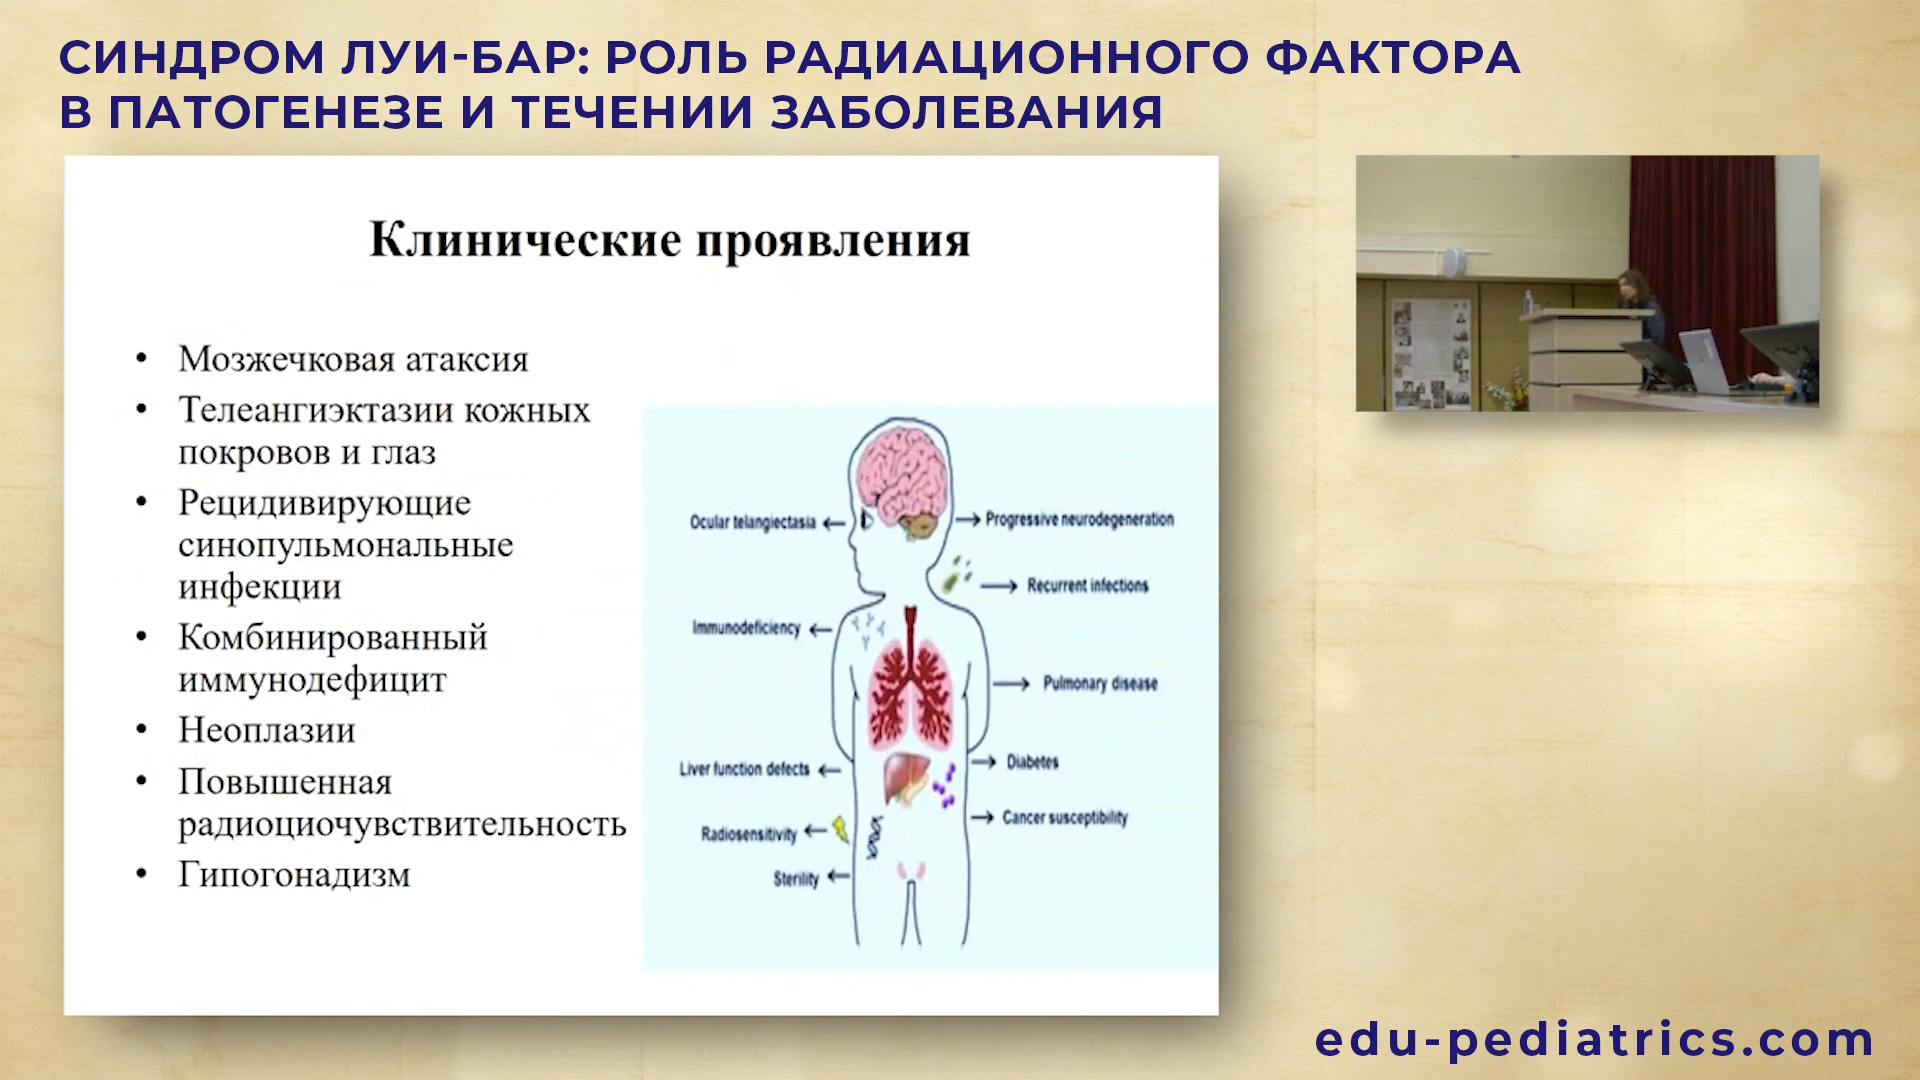 СИНДРОМ ЛУИ-БАР: РОЛЬ РАДИАЦИОННОГО ФАКТОРА
В ПАТОГЕНЕЗЕ И ТЕЧЕНИИ ЗАБОЛЕВАНИЯ
Клинические проявления
• Мозжечковая атаксия
• Телеангиэктазии кожных
покровов и глаз
• Рецидивирующие
синопульмональные
инфекции
• Комбинированный
иммунодефицит
• Неоплазии
• Повышенная
радиоциочувствительность
• Гипогонадизм
Ocular telangiectasia
Progressive neurodegeneration
Recurrent infections
Immunodeficiency
Pulmonary disease
Liver function defects
Diabetes
Cancer susceptibility
Radiosensitivity
Sterility
edu-pediatrics.com